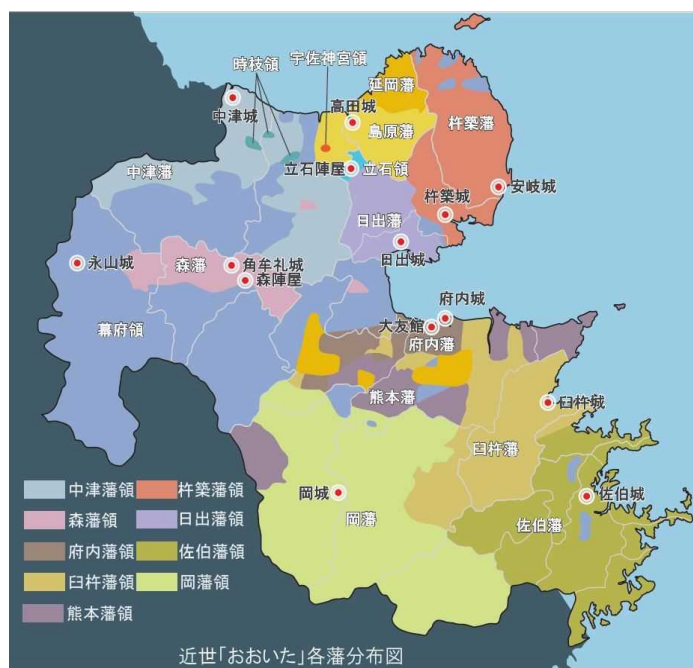 時枝領
宇佐神宮領
延岡藩
中津城
高田城
島原藩
杵築藩
立石陣屋
立石領
中津藩
安岐城
杵築城
日出藩
日出城
永山城
森藩
角牟礼城
森陣屋
幕府領
府内城
大友館
府内藩
熊本藩
臼杵城
臼杵藩
岡城
岡藩
佐伯城
佐伯藩
中津藩領
杵築藩領
森藩領
日出藩領
府内藩領
佐伯藩領
臼杵藩領
岡藩領
熊本藩領
近世「おおいた」各藩分布図